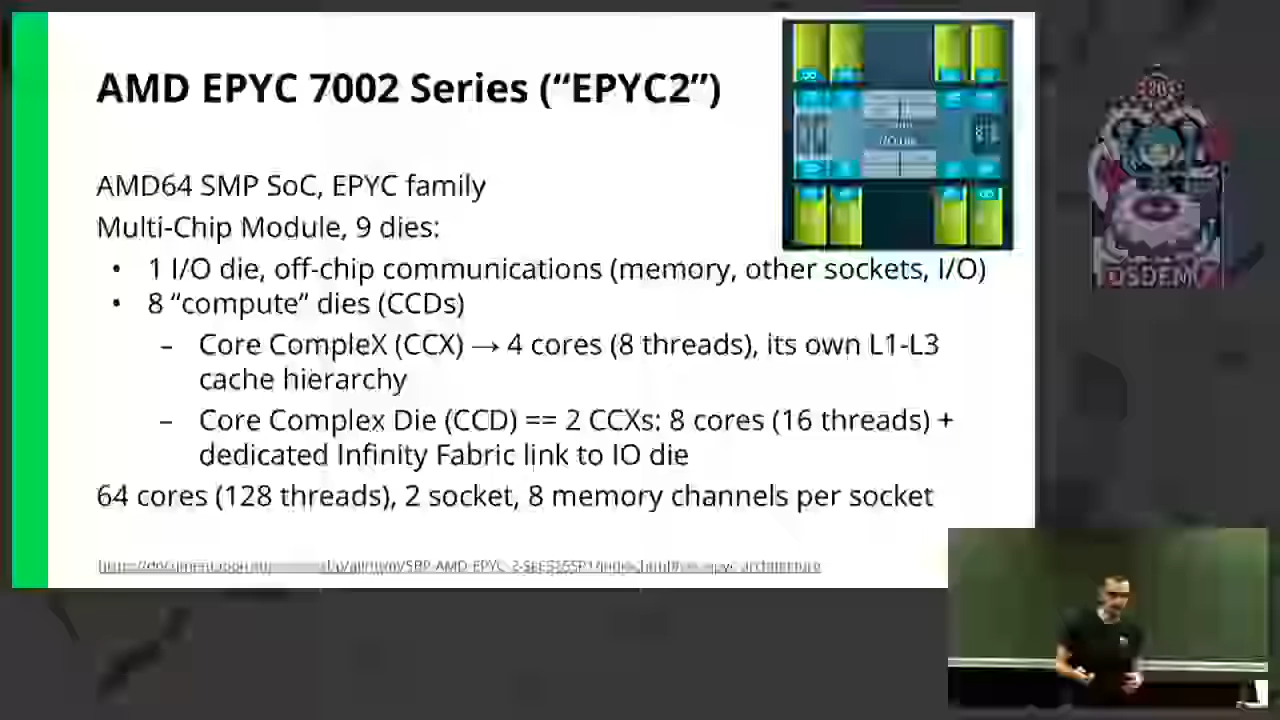 AMD EPYC 7002 Series (“EPYC2”)
AMD64 SMP SoC, EPYC family
Multi-Chip Module, 9 dies:
• 1 I/O die, off-chip communications (memory, other sockets, I/O)
• 8 “compute” dies (CCDs)
– Core CompleX (CCX) → 4 cores (8 threads), its own L1-L3
cache hierarchy
– Core Complex Die (CCD) == 2 CCXs: 8 cores (16 threads) +
dedicated Infinity Fabric link to IO die
64 cores (128 threads), 2 socket, 8 memory channels per socket
FOSDEM